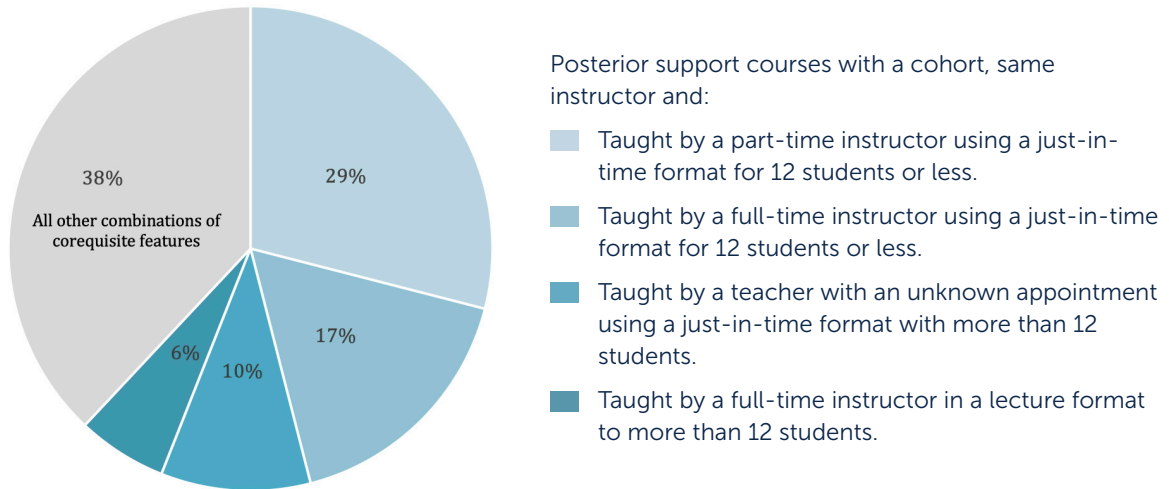 38%
All other combinations of
corequisite features
29%
17%
10%
6%
Posterior support courses with a cohort, same
instructor and:
Taught by a part-time instructor using a just-in-
time format for 12 students or less.
Taught by a full-time instructor using a just-in-time
format for 12 students or less.
Taught by a teacher with an unknown appointment
using a just-in-time format with more than 12
students.
Taught by a full-time instructor in a lecture format
to more than 12 students.